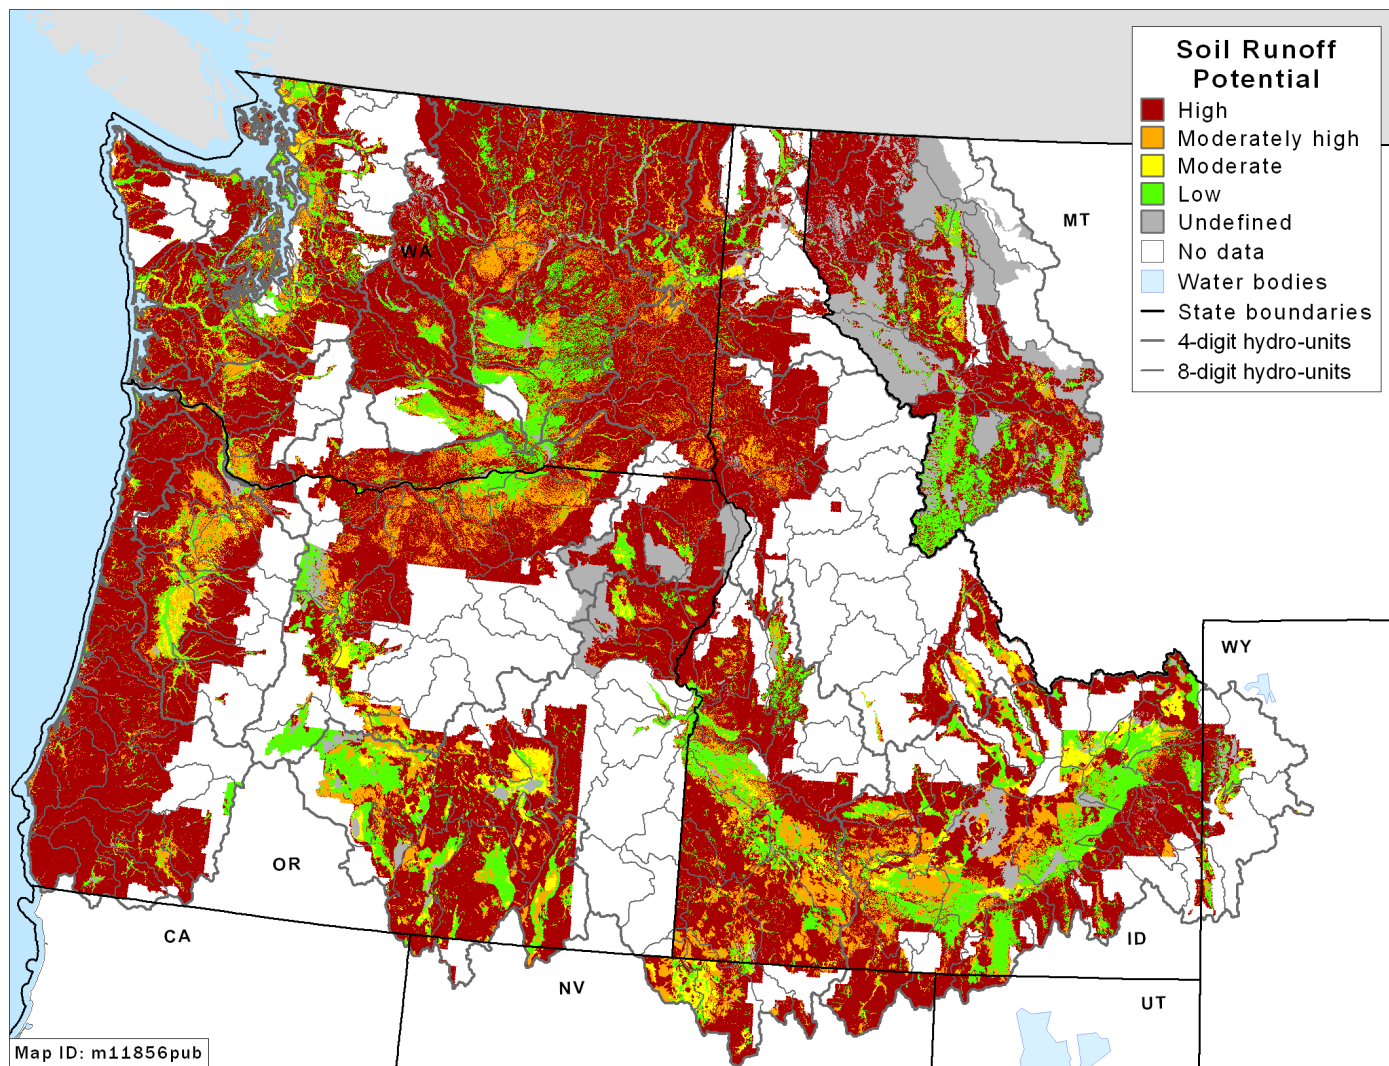 Soil Runoff
Potential
High
Moderately high
Moderate
Low
Undefined
No data
Water bodies
State boundaries
4-digit hydro-units
8-digit hydro-units
MT
WA
WY
OR
CA
ID
NV
UT
Map ID: m11856pub